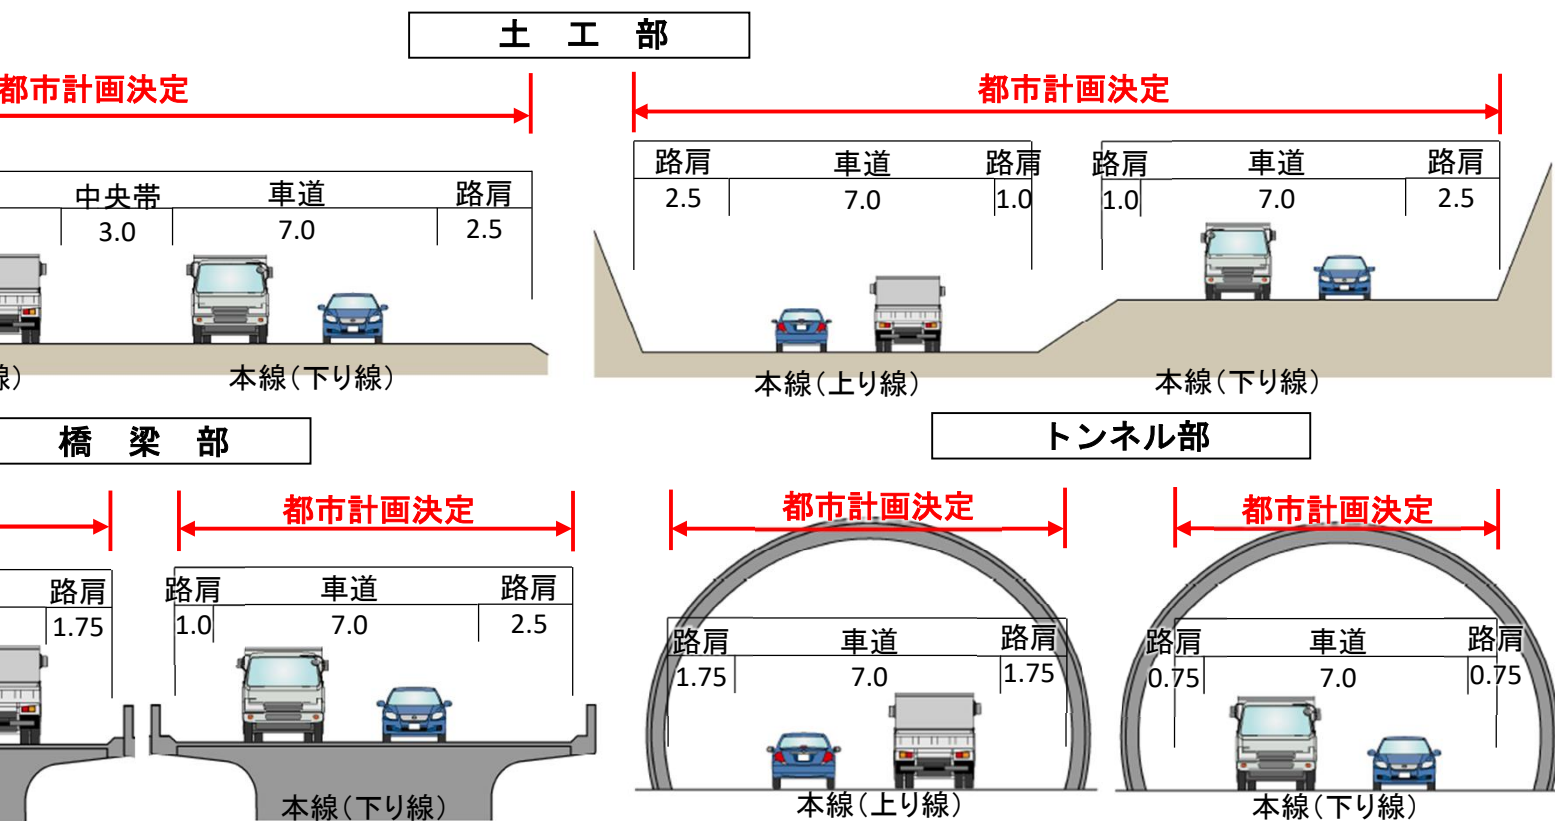 土 工 部
都市計画決定
中央帯 車道 路肩
3.0 7.0 2.5
線)
本線(下り線)
都市計画決定
路肩 車道 路肩
2.5 7.0 1.0
路肩 車道 路肩
1.0 7.0 2.5
本線(上り線)
本線(下り線)
橋 梁 部
路肩
1.75
都市計画決定
路肩 車道 路肩
1.0 7.0 2.5
本線(下り線)
トンネル部
都市計画決定
路肩 車道 路肩
1.75 7.0 1.75
本線(上り線)
都市計画決定
路肩 車道 路肩
0.75 7.0 0.75
本線(下り線)